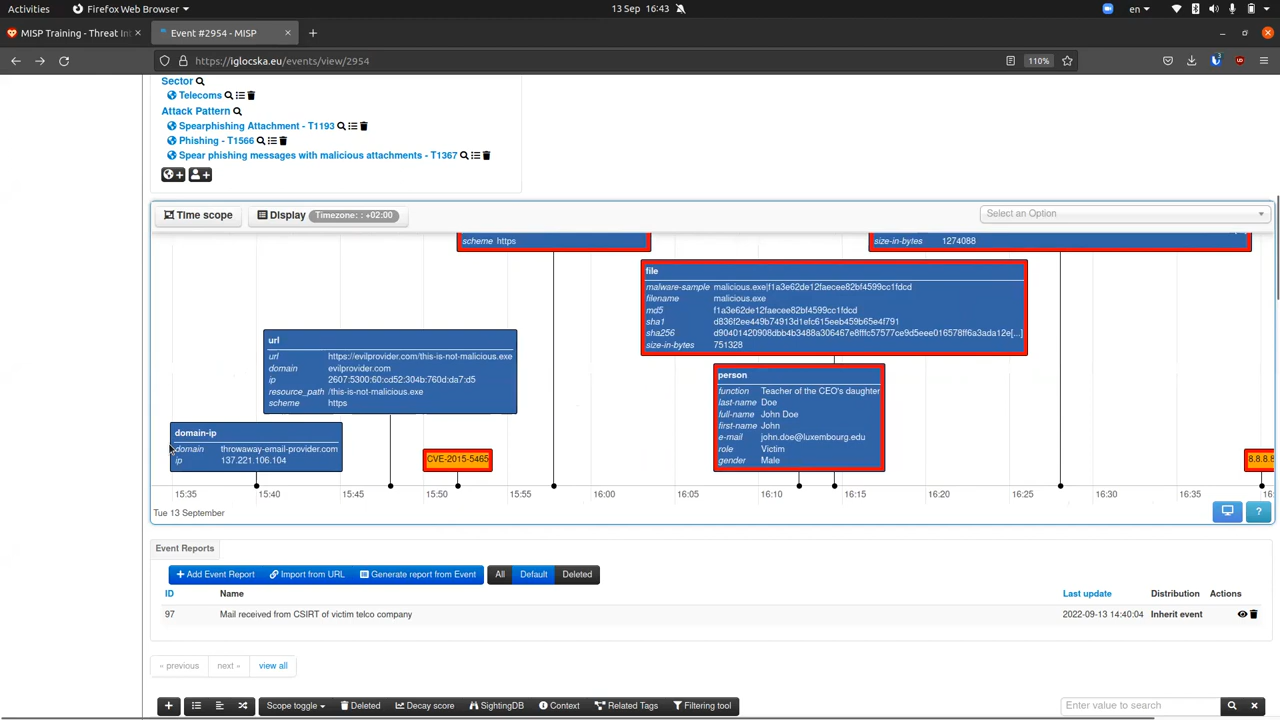 Activities
Firefox Web Browser
13 Sep 16:43
en
MISP Training - Threat Int
Event #2954 - MISP
https://iglocska.eu/events/view/2954
110%
Sector
Telecoms
Attack Pattern
Spearphishing Attachment - T1193
Phishing - T1566
Spear phishing messages with malicious attachments - T1367
Time scope
Display
Timezone: : +02:00
Select an Option
scheme https
size-in-bytes 1274088
file
malware-sample malicious.exe|f1a3e62de12faecee82bf4599cc1fdcd
filename malicious.exe
md5 f1a3e62de12faecee82bf4599cc1fdcd
sha1 d836f2ee449b74913d1efc615eeb459b65e4f791
sha256 d90401420908dbb4b3488a306467e8fffc57577ce9d5eee016578ff6a3ada12e[...]
size-in-bytes 751328
url
url https://evilprovider.com/this-is-not-malicious.exe
domain evilprovider.com
ip 2607:5300:60:cd52:304b:760d:da7:d5
resource_path /this-is-not-malicious.exe
scheme https
person
function Teacher of the CEO's daughter
last-name Doe
full-name John Doe
first-name John
e-mail john.doe@luxembourg.edu
role Victim
gender Male
domain-ip
domain throwaway-email-provider.com
ip 137.221.106.104
CVE-2015-5465
8.8.8.8
15:35 15:40 15:45 15:50 15:55 16:00 16:05 16:10 16:15 16:20 16:25 16:30 16:35
Tue 13 September
?
Event Reports
Add Event Report Import from URL Generate report from Event All Default Deleted
ID Name Last update Distribution Actions
97 Mail received from CSIRT of victim telco company 2022-09-13 14:40:04 Inherit event
« previous next » view all
Scope toggle Deleted Decay score SightingDB Context Related Tags Filtering tool Enter value to search